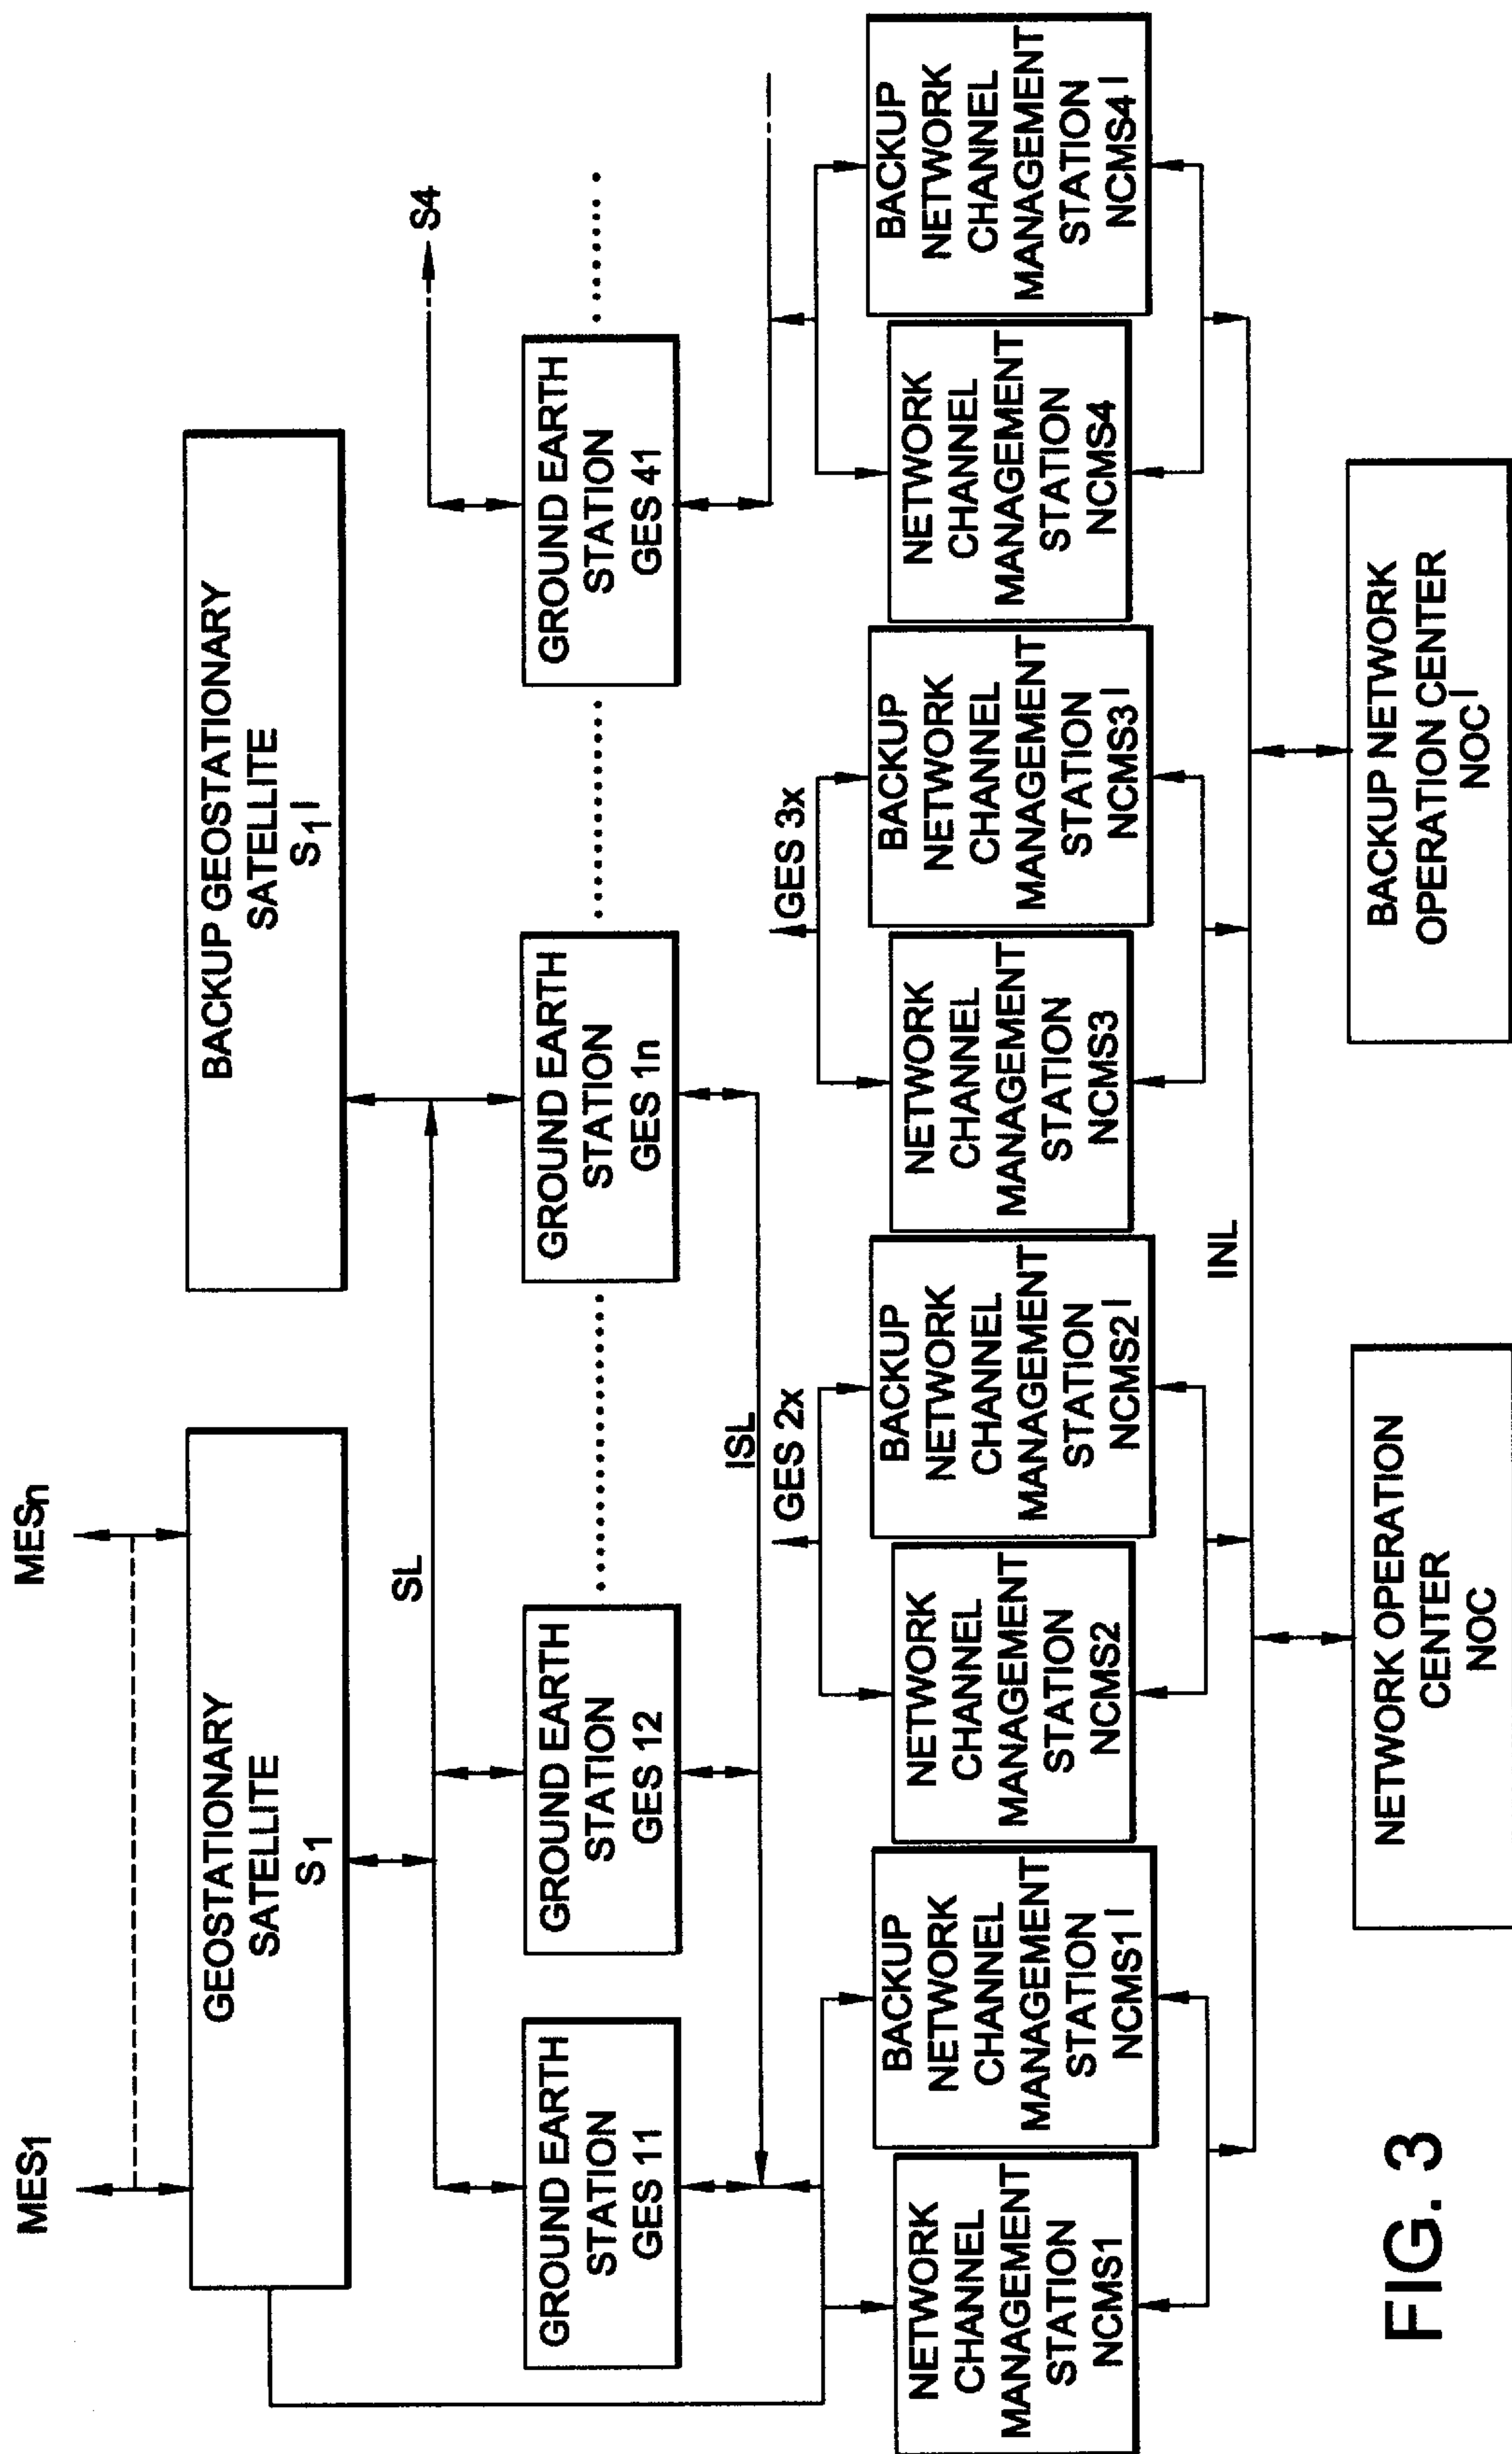 MES1
MESn
GEOSTATIONARY
SATELLITE
S1
BACKUP GEOSTATIONARY
SATELLITE
S1'
SL
S4
GROUND EARTH
STATION
GES 11
GROUND EARTH
STATION
GES 12
GROUND EARTH
STATION
GES 1n
GROUND EARTH
STATION
GES 41
ISL
GES 2x
GES 3x
NETWORK
CHANNEL
MANAGEMENT
STATION
NCMS1
BACKUP
NETWORK
CHANNEL
MANAGEMENT
STATION
NCMS1'
NETWORK
CHANNEL
MANAGEMENT
STATION
NCMS2
BACKUP
NETWORK
CHANNEL
MANAGEMENT
STATION
NCMS2'
NETWORK
CHANNEL
MANAGEMENT
STATION
NCMS3
BACKUP
NETWORK
CHANNEL
MANAGEMENT
STATION
NCMS3'
NETWORK
CHANNEL
MANAGEMENT
STATION
NCMS4
BACKUP
NETWORK
CHANNEL
MANAGEMENT
STATION
NCMS4'
INL
NETWORK OPERATION
CENTER
NOC
BACKUP NETWORK
OPERATION CENTER
NOC'
FIG. 3